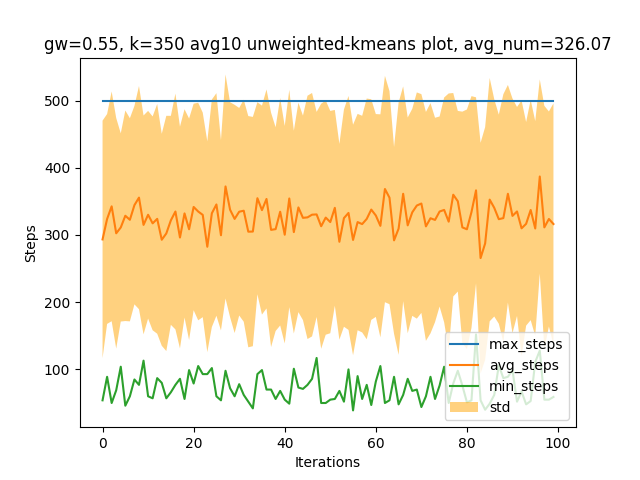 gw=0.55, k=350 avg10 unweighted-kmeans plot, avg_num=326.07
Steps
500
400
300
200
100
max_steps
avg_steps
min_steps
std
0
20
40
60
80
100
Iterations